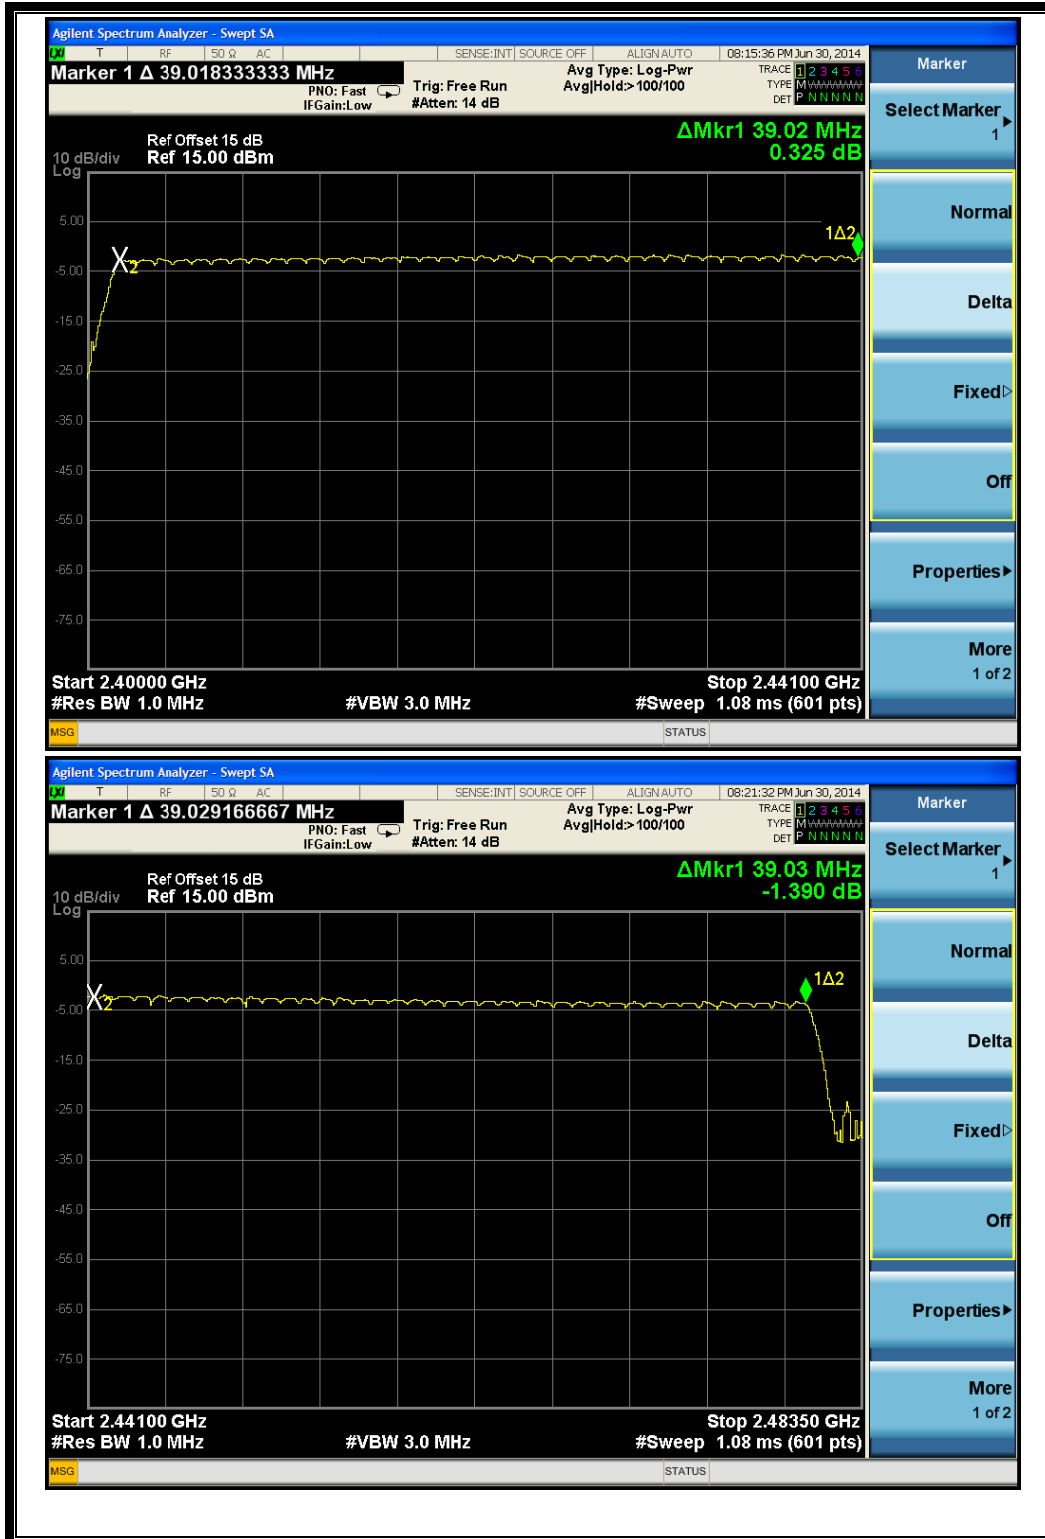 Agilent Spectrum Analyzer - Swept SA
LXI T RF 50 Ω AC SENSE:INT SOURCE OFF ALIGN AUTO 08:15:36 PM Jun 30, 2014
Marker 1 Δ 39.018333333 MHz
PNO: Fast
IFGain:Low
Trig: Free Run
#Atten: 14 dB
Avg Type: Log-Pwr
Avg|Hold:>100/100
TRACE 1 2 3 4 5 6
TYPE M
DET P N N N N N
ΔMkr1 39.02 MHz
0.325 dB
Ref Offset 15 dB
10 dB/div Ref 15.00 dBm
Log
5.00
-5.00
-15.0
-25.0
-35.0
-45.0
-55.0
-65.0
-75.0
X2
1Δ2
Start 2.40000 GHz Stop 2.44100 GHz
#Res BW 1.0 MHz #VBW 3.0 MHz #Sweep 1.08 ms (601 pts)
MSG STATUS
Marker
Select Marker
1
Normal
Delta
Fixed
Off
Properties
More
1 of 2
Agilent Spectrum Analyzer - Swept SA
LXI T RF 50 Ω AC SENSE:INT SOURCE OFF ALIGN AUTO 08:21:32 PM Jun 30, 2014
Marker 1 Δ 39.029166667 MHz
PNO: Fast
IFGain:Low
Trig: Free Run
#Atten: 14 dB
Avg Type: Log-Pwr
Avg|Hold:>100/100
TRACE 1 2 3 4 5 6
TYPE M
DET P N N N N N
ΔMkr1 39.03 MHz
-1.390 dB
Ref Offset 15 dB
10 dB/div Ref 15.00 dBm
Log
5.00
-5.00
-15.0
-25.0
-35.0
-45.0
-55.0
-65.0
-75.0
X2
1Δ2
Start 2.44100 GHz Stop 2.48350 GHz
#Res BW 1.0 MHz #VBW 3.0 MHz #Sweep 1.08 ms (601 pts)
MSG STATUS
Marker
Select Marker
1
Normal
Delta
Fixed
Off
Properties
More
1 of 2